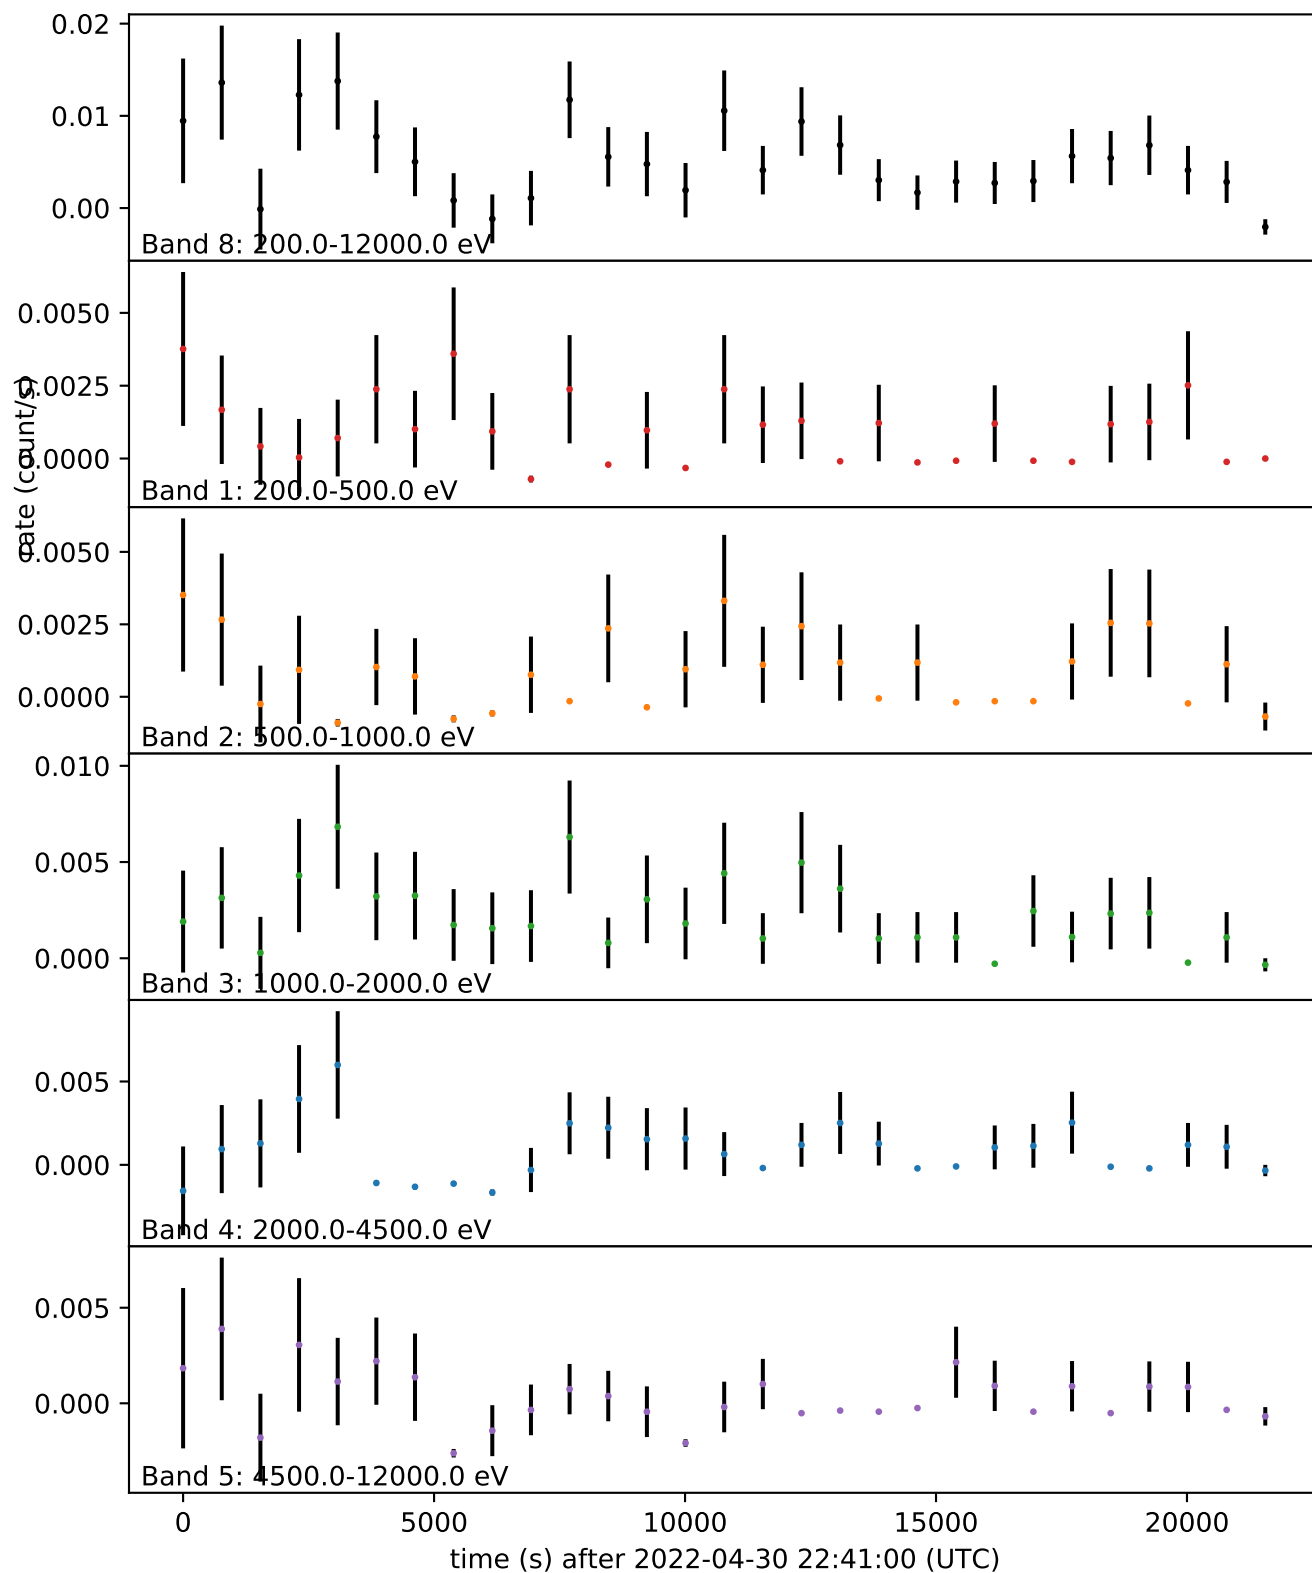 0.02
0.01
0.00
Band 8: 200.0-12000.0 eV
0.0050
0.0025
0.0000
Band 1: 200.0-500.0 eV
rate (count/s)
0.0050
0.0025
0.0000
Band 2: 500.0-1000.0 eV
0.010
0.005
0.000
Band 3: 1000.0-2000.0 eV
0.005
0.000
Band 4: 2000.0-4500.0 eV
0.005
0.000
Band 5: 4500.0-12000.0 eV
0 5000 10000 15000 20000
time (s) after 2022-04-30 22:41:00 (UTC)